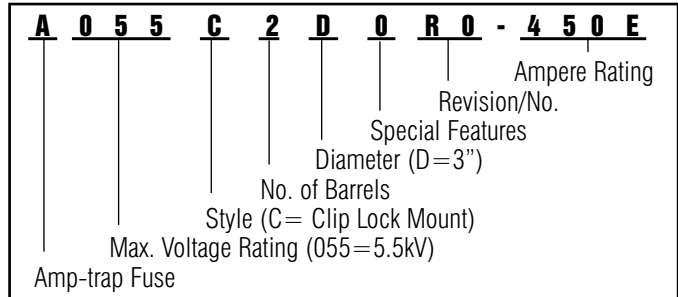 A 0 5 5 C 2 D 0 R 0 - 4 5 0 E
Ampere Rating
Revision/No.
Special Features
Diameter (D=3”)
No. of Barrels
Style (C= Clip Lock Mount)
Max. Voltage Rating (055=5.5kV)
Amp-trap Fuse